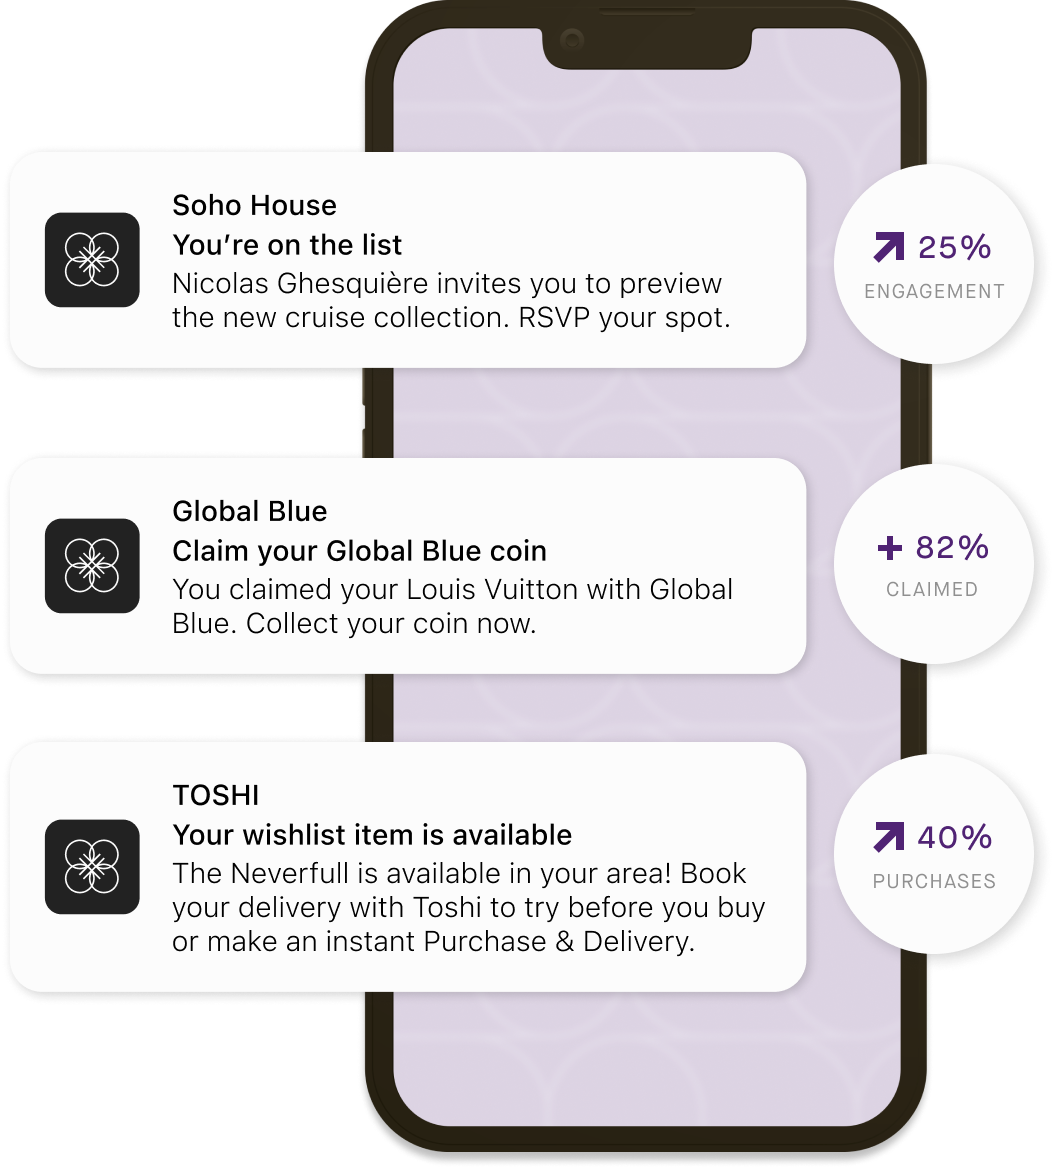 Soho House
You’re on the list
Nicolas Ghesquière invites you to preview
the new cruise collection. RSVP your spot.
25%
ENGAGEMENT
Global Blue
Claim your Global Blue coin
You claimed your Louis Vuitton with Global
Blue. Collect your coin now.
+ 82%
CLAIMED
TOSHI
Your wishlist item is available
The Neverfull is available in your area! Book
your delivery with Toshi to try before you buy
or make an instant Purchase & Delivery.
40%
PURCHASES